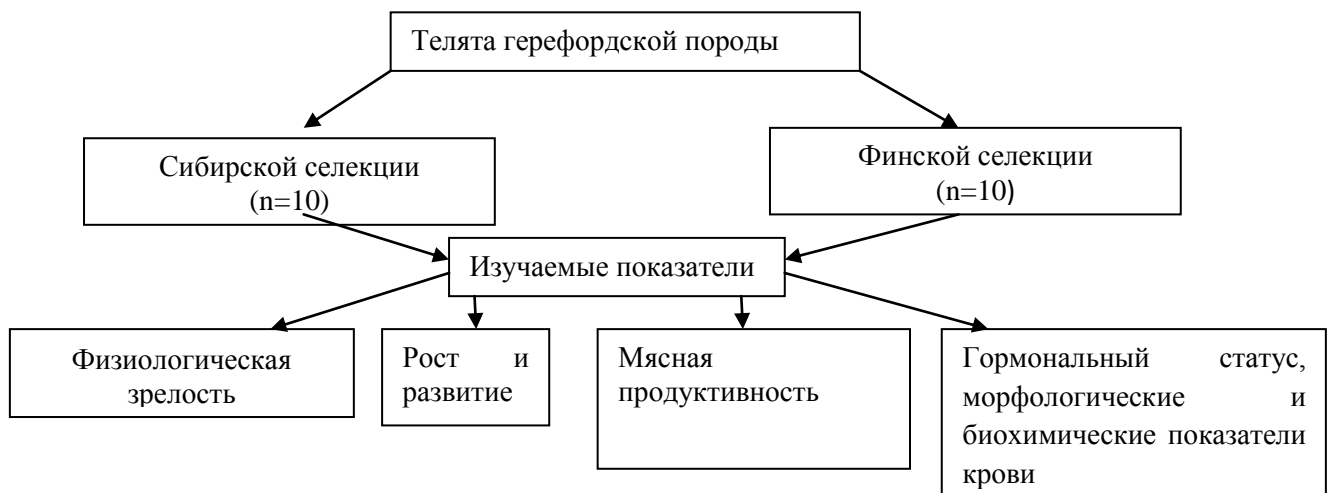 Телята герефордской породы
Сибирской селекции
(n=10)
Финской селекции
(n=10)
Изучаемые показатели
Физиологическая
зрелость
Рост и
развитие
Мясная
продуктивность
Гормональный статус,
морфологические и
биохимические показатели
крови